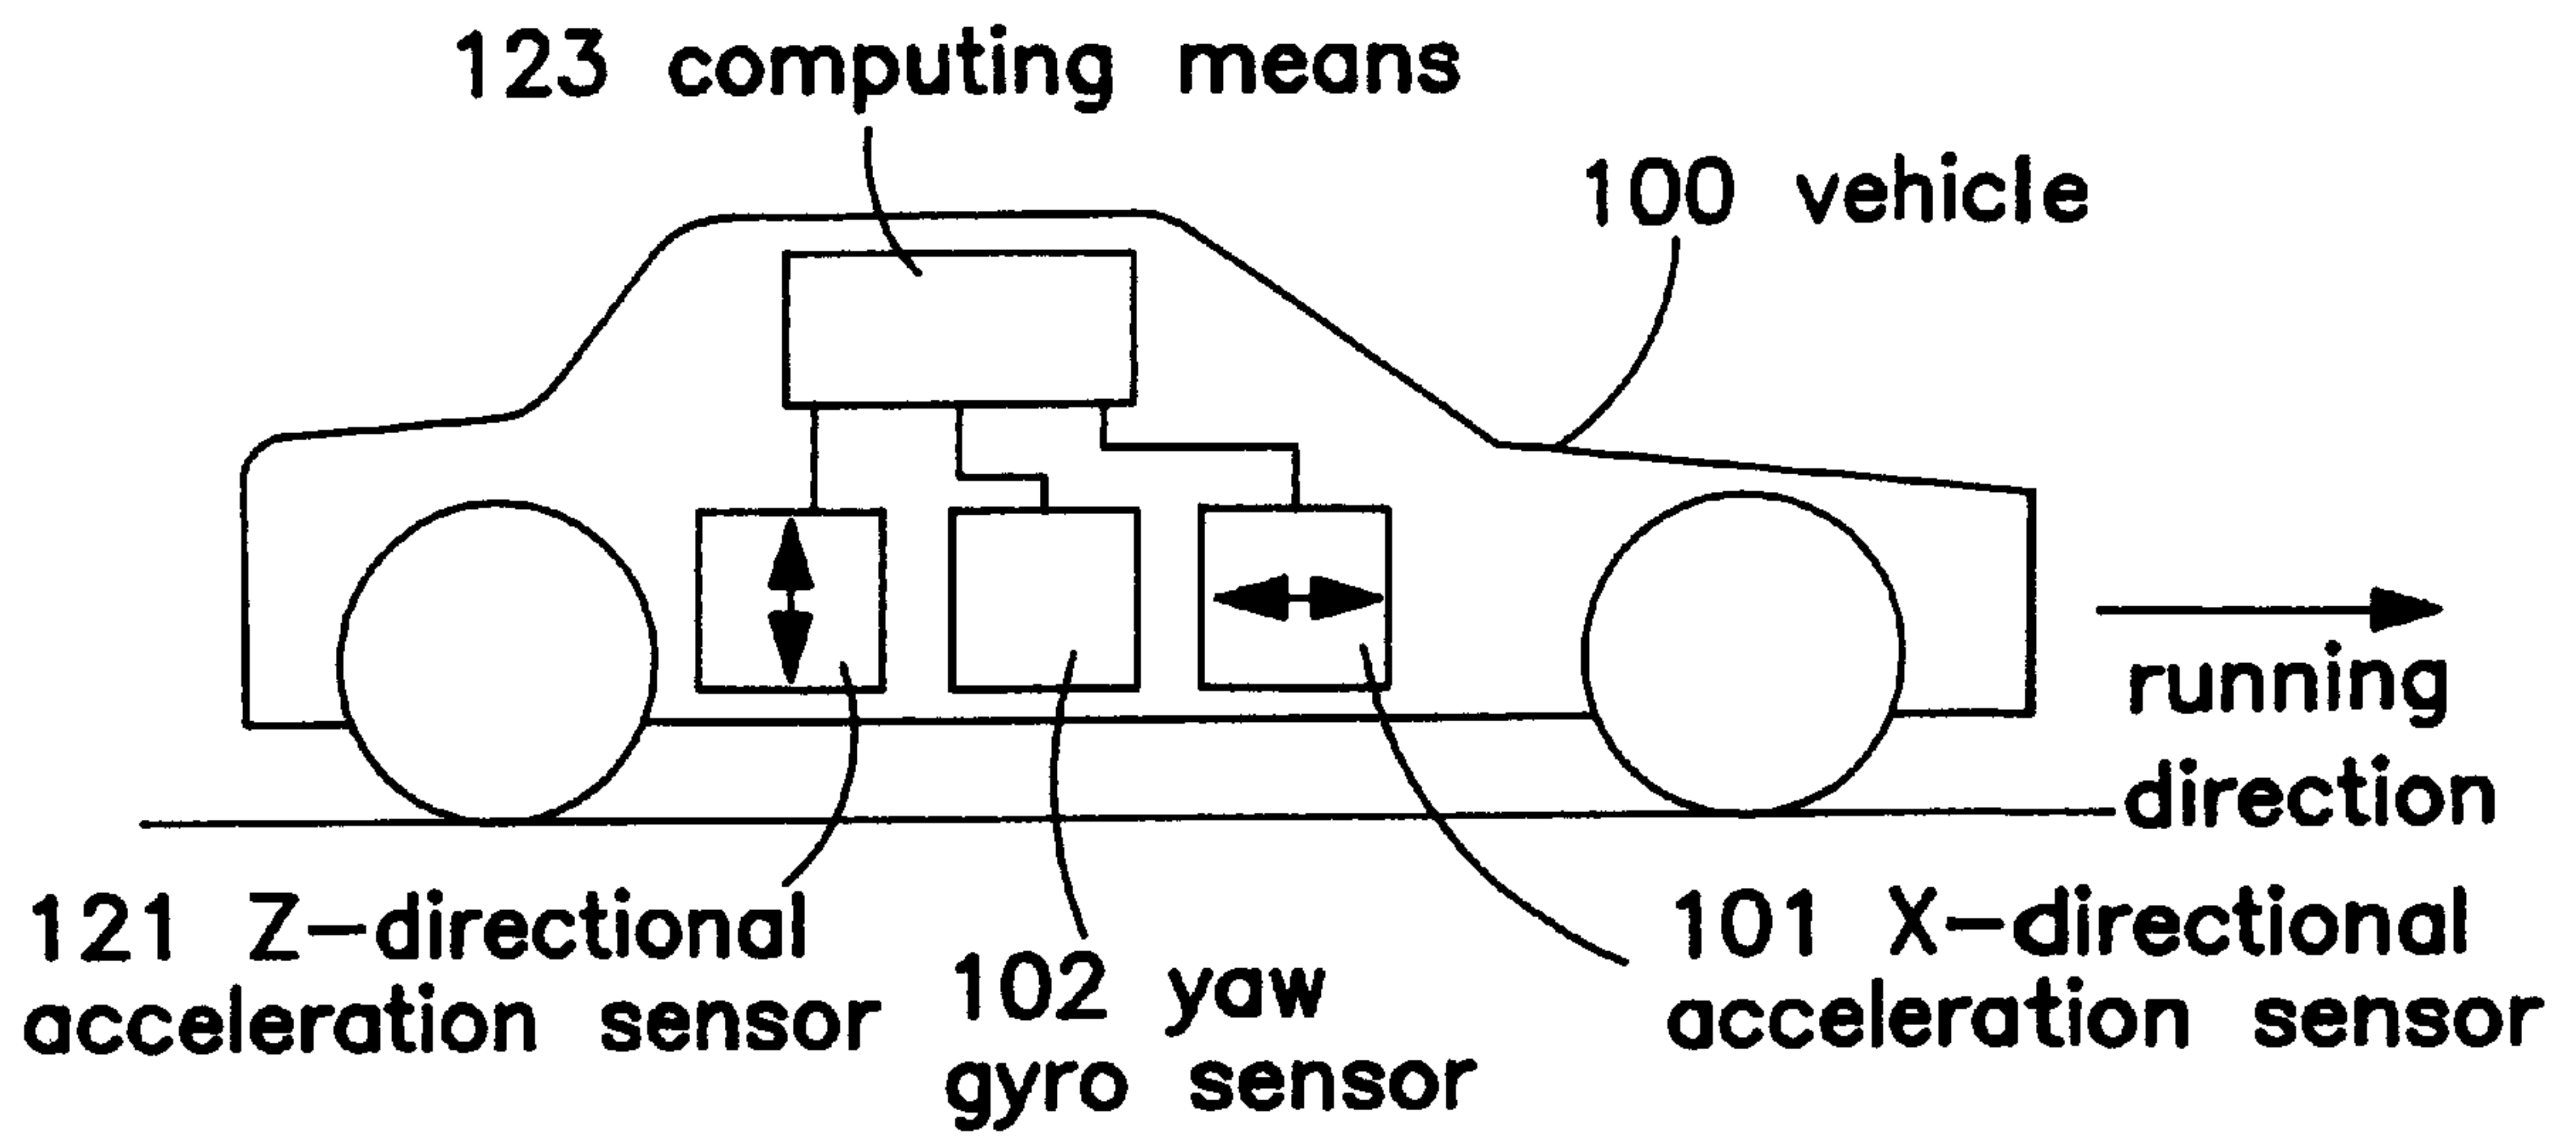 123 computing means
100 vehicle
running
direction
121 Z-directional
acceleration sensor
102 yaw
gyro sensor
101 X-directional
acceleration sensor